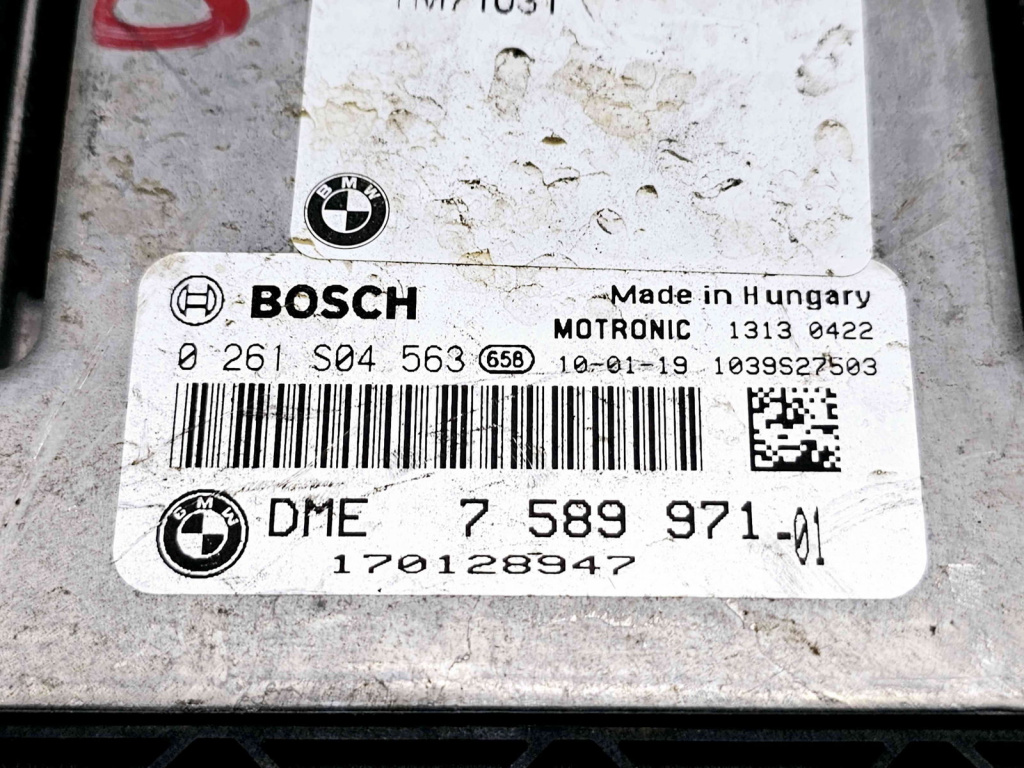 BMW
BOSCH
Made in Hungary
MOTRONIC 1313 0422
0 261 S04 563 658 10-01-19 1039S27503
BMW
DME 7 589 971-01
170128947